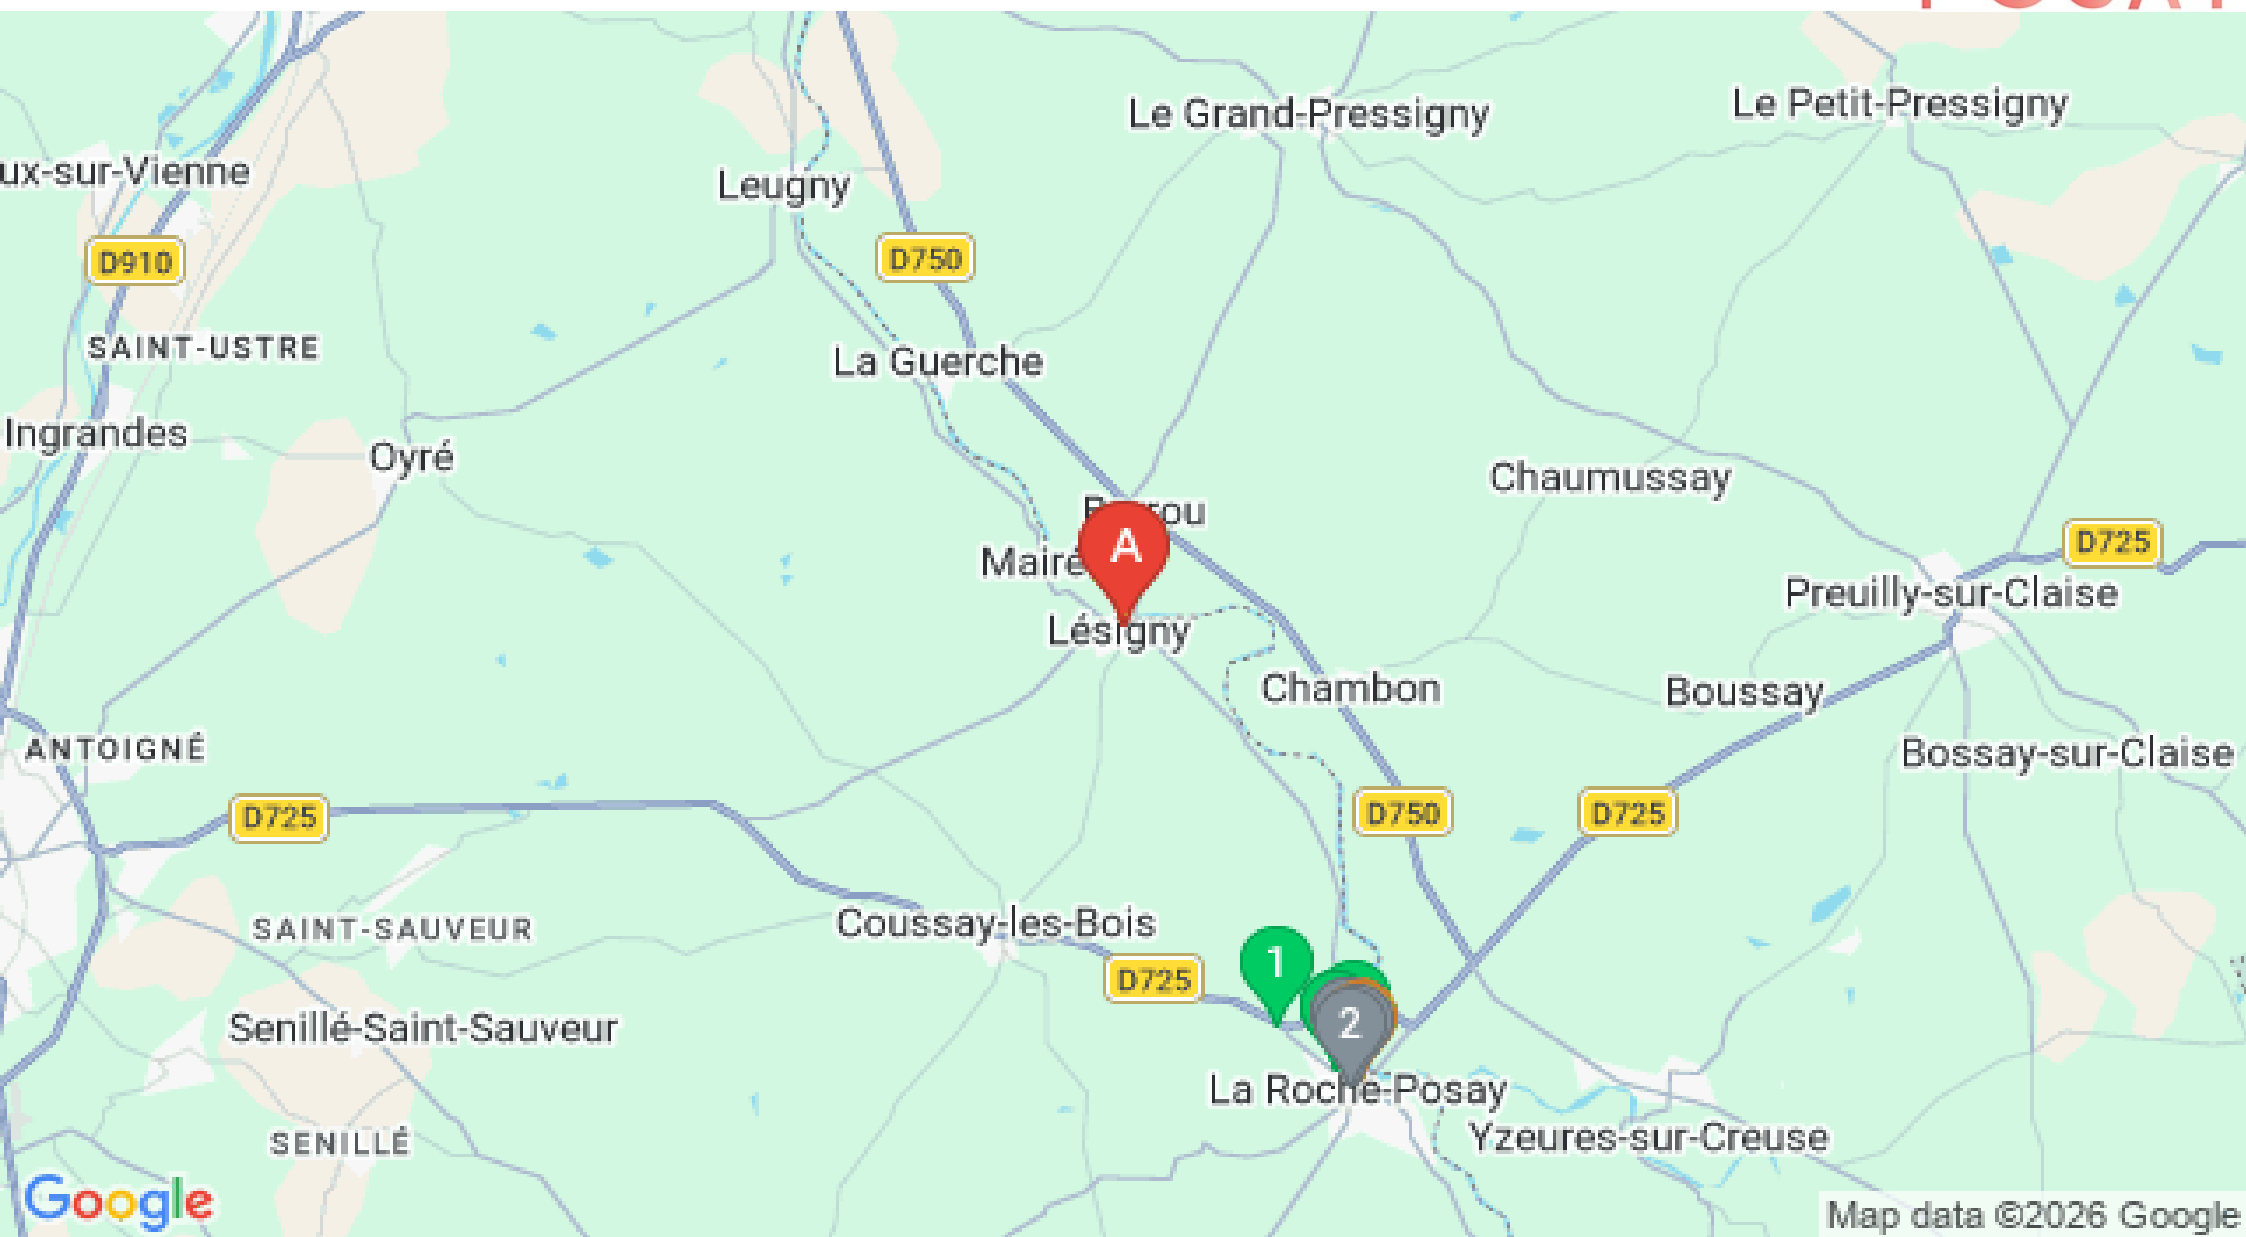 Le Grand-Pressigny
Le Petit-Pressigny
ux-sur-Vienne
Leugny
D910
D750
SAINT-USTRE
La Guerche
Ingrandes
Oyré
Chaumussay
A
D725
Mairé
Preuilly-sur-Claise
Lésigny
Chambon
Boussay
ANTOIGNÉ
Bossay-sur-Claise
D725
D750
D725
SAINT-SAUVEUR
Coussay-les-Bois
1
D725
2
Senillé-Saint-Sauveur
La Roche-Posay
Yzeures-sur-Creuse
SENILLÉ
Google
Map data ©2026 Google